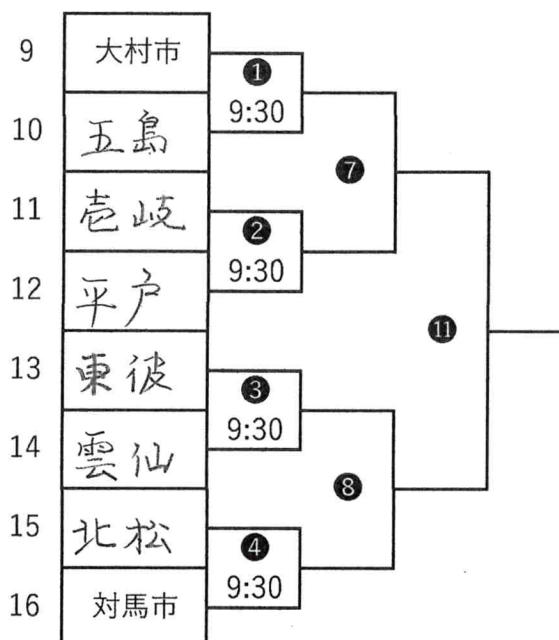 9 大村市
❶
9:30
10 五島
❼
11 壱岐
❷
9:30
12 平戸
⓫
13 東彼
❸
9:30
14 雲仙
❽
15 北松
❹
9:30
16 対馬市